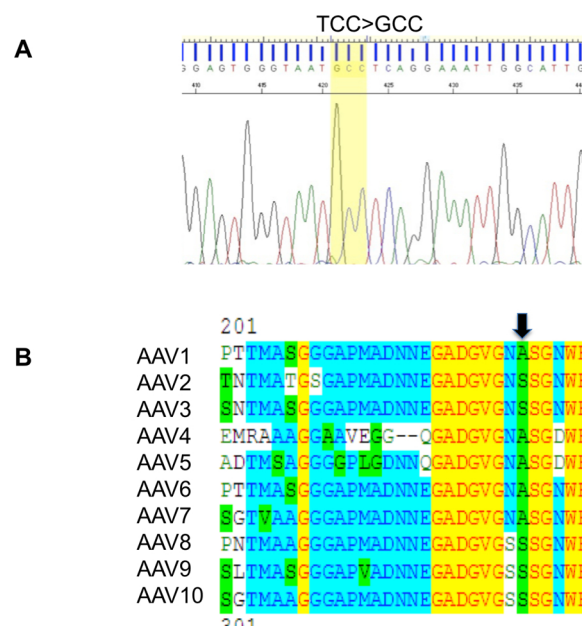 TCC>GCC
A
G G A G T G G G T A A T G C C T C A G G A A A T T G G C A T T G
410 415 420 425 430 435
201
B
AAV1 PTTMASGGGAPMADNNEGADGVGNASGNW
AAV2 TNTMATGSGAPMADNNEGADGVGNSSGNW
AAV3 SNTMASGGGAPMADNNEGADGVGNSSGNW
AAV4 EMRAAAGGAAVEGG--QGADGVGNASGDW
AAV5 ADTMSAGGGGPLGDNNQGADGVGNASGDW
AAV6 PTTMASGGGAPMADNNEGADGVGNASGNW
AAV7 SGTVAAGGGAPMADNNEGADGVGNASGNW
AAV8 PNTMAAGGGAPMADNNEGADGVGSSSGNW
AAV9 SLTMASGGGAPVADNNEGADGVGSSSGNW
AAV10 SGTMAAGGGAPMADNNEGADGVGSSSGNW
301